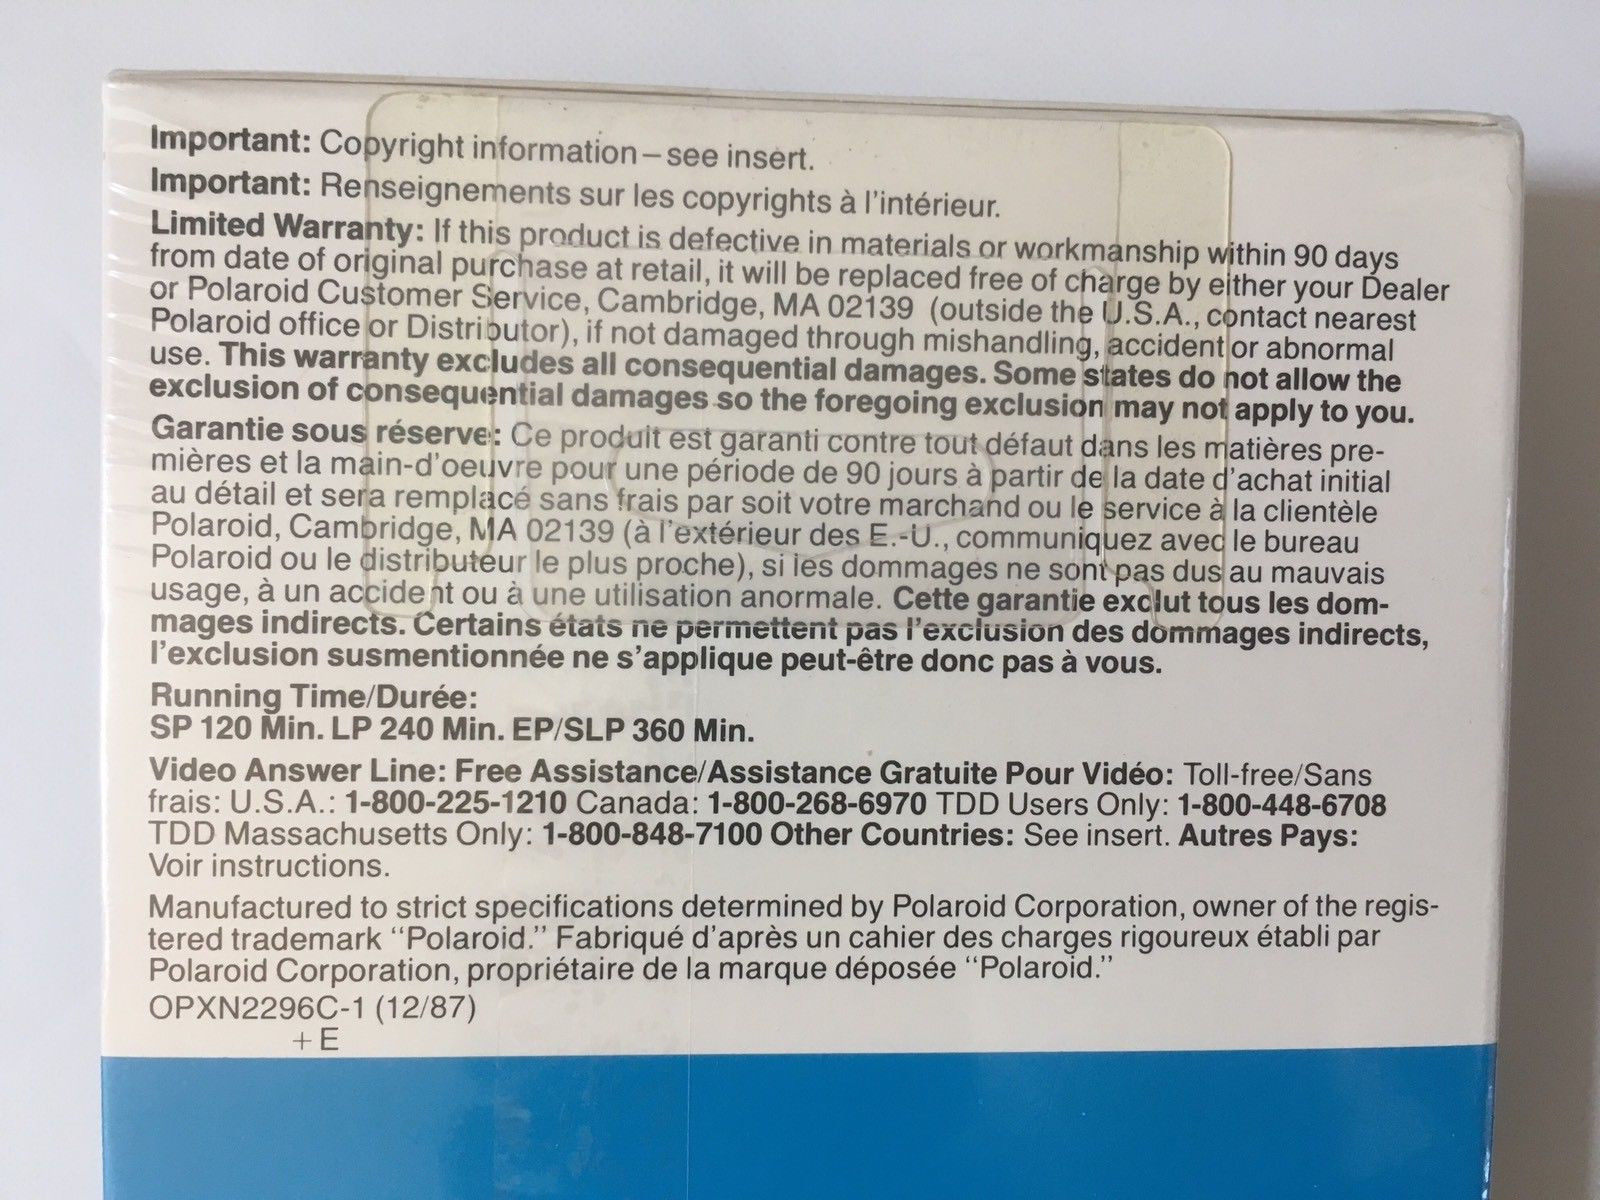 Important: Copyright information – see insert.
Important: Renseignements sur les copyrights à l'intérieur.
Limited Warranty: If this product is defective in materials or workmanship within 90 days
from date of original purchase at retail, it will be replaced free of charge by either your Dealer
or Polaroid Customer Service, Cambridge, MA 02139 (outside the U.S.A., contact nearest
Polaroid office or Distributor), if not damaged through mishandling, accident or abnormal
use. This warranty excludes all consequential damages. Some states do not allow the
exclusion of consequential damages so the foregoing exclusion may not apply to you.
Garantie sous réserve: Ce produit est garanti contre tout défaut dans les matières pre-
mières et la main-d'oeuvre pour une période de 90 jours à partir de la date d'achat initial
au détail et sera remplacé sans frais par soit votre marchand ou le service à la clientèle
Polaroid, Cambridge, MA 02139 (à l'extérieur des E.-U., communiquez avec le bureau
Polaroid ou le distributeur le plus proche), si les dommages ne sont pas dus au mauvais
usage, à un accident ou à une utilisation anormale. Cette garantie exclut tous les dom-
mages indirects. Certains états ne permettent pas l'exclusion des dommages indirects,
l'exclusion susmentionnée ne s'applique peut-être donc pas à vous.
Running Time/Durée:
SP 120 Min. LP 240 Min. EP/SLP 360 Min.
Video Answer Line: Free Assistance/Assistance Gratuite Pour Vidéo: Toll-free/Sans
frais: U.S.A.: 1-800-225-1210 Canada: 1-800-268-6970 TDD Users Only: 1-800-448-6708
TDD Massachusetts Only: 1-800-848-7100 Other Countries: See insert. Autres Pays:
Voir instructions.
Manufactured to strict specifications determined by Polaroid Corporation, owner of the regis-
tered trademark "Polaroid." Fabriqué d'après un cahier des charges rigoureux établi par
Polaroid Corporation, propriétaire de la marque déposée "Polaroid."
OPXN2296C-1 (12/87)
+E